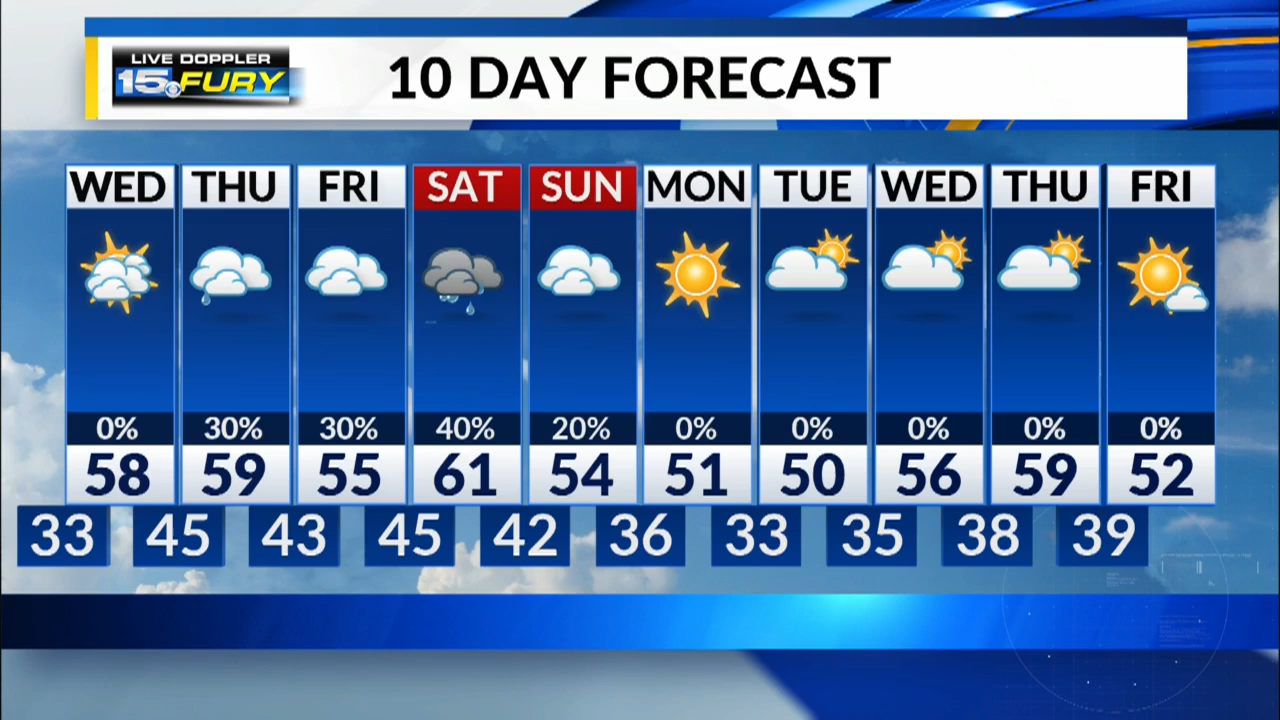 LIVE DOPPLER
15 FURY
10 DAY FORECAST
WED THU FRI SAT SUN MON TUE WED THU FRI
0% 30% 30% 40% 20% 0% 0% 0% 0% 0%
58 59 55 61 54 51 50 56 59 52
33 45 43 45 42 36 33 35 38 39